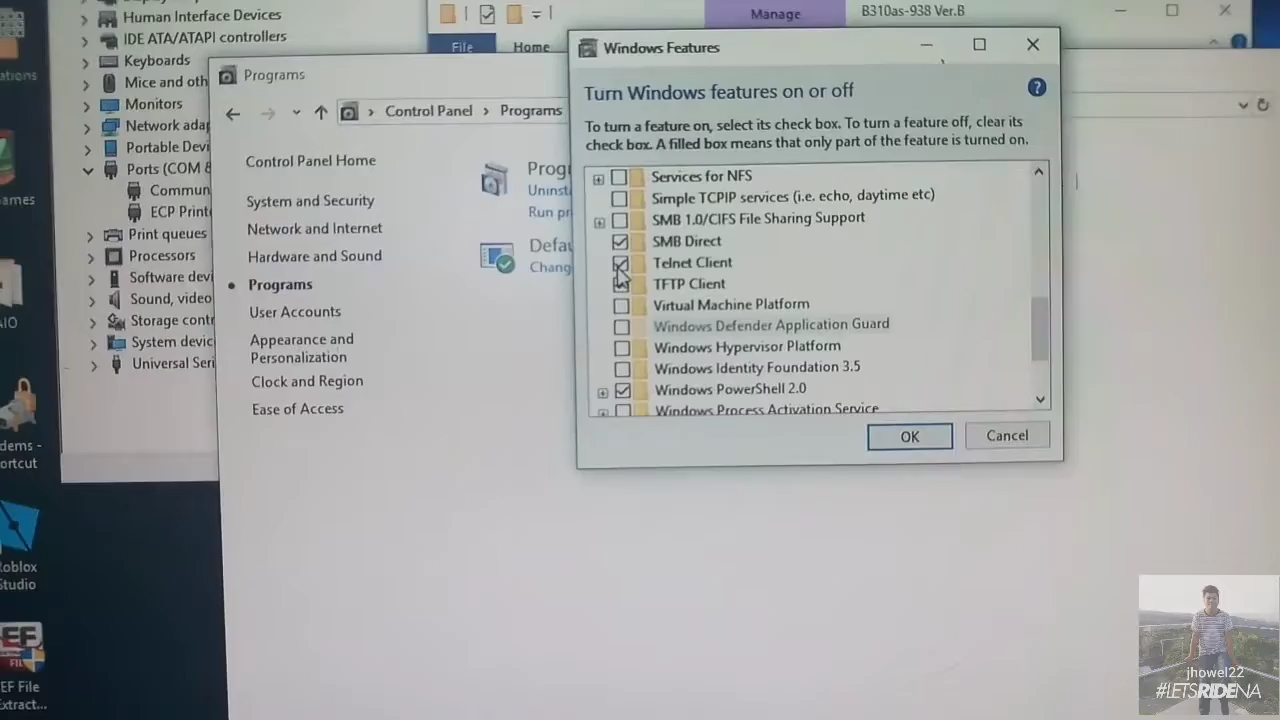 Human Interface Devices
IDE ATA/ATAPI controllers
Keyboards
Mice and oth
Monitors
Network adap
Portable Devi
Ports (COM &
Commun
ECP Print
Print queues
Processors
Software devi
Sound, video
Storage contr
System devic
Universal Seri
File
Home
Manage
B310as-938 Ver.B
Programs
Control Panel
Programs
Control Panel Home
System and Security
Network and Internet
Hardware and Sound
Programs
User Accounts
Appearance and
Personalization
Clock and Region
Ease of Access
Progr
Uninsta
Run pr
Defau
Chang
Windows Features
Turn Windows features on or off
To turn a feature on, select its check box. To turn a feature off, clear its
check box. A filled box means that only part of the feature is turned on.
Services for NFS
Simple TCPIP services (i.e. echo, daytime etc)
SMB 1.0/CIFS File Sharing Support
SMB Direct
Telnet Client
TFTP Client
Virtual Machine Platform
Windows Defender Application Guard
Windows Hypervisor Platform
Windows Identity Foundation 3.5
Windows PowerShell 2.0
Windows Process Activation Service
OK
Cancel
ations
ames
AIO
dems -
ortcut
oblox
Studio
EF
EF File
xtract...
jhowel22
#LETSRIDENA